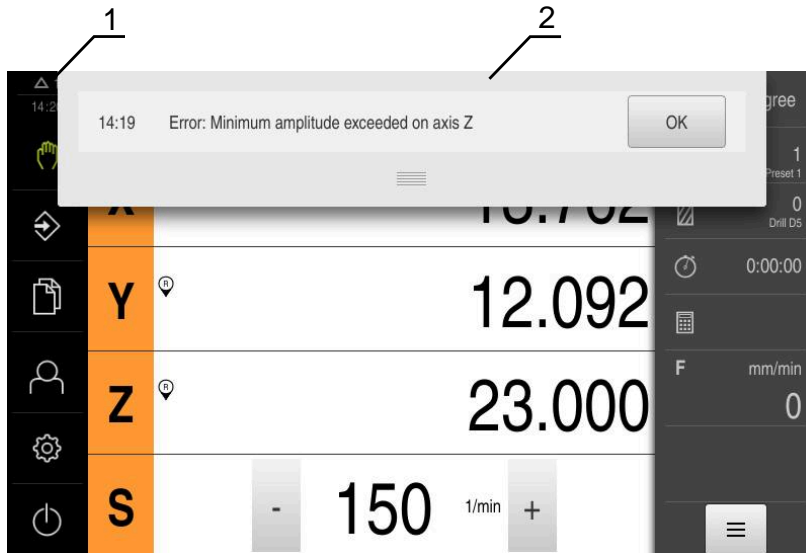 1 2
14:19 Error: Minimum amplitude exceeded on axis Z OK
1
Preset 1
0
Drill D5
0:00:00
Y R 12.092
F mm/min
Z R 23.000 0
S - 150 1/min +